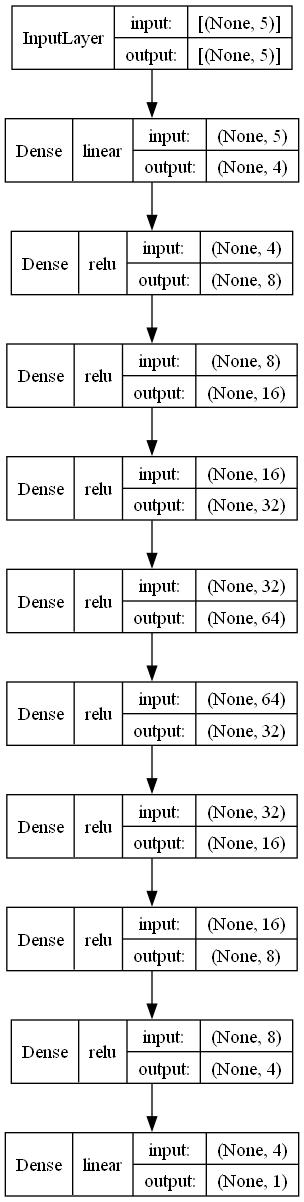 InputLayer input: [(None, 5)]
output: [(None, 5)]
Dense linear input: (None, 5)
output: (None, 4)
Dense relu input: (None, 4)
output: (None, 8)
Dense relu input: (None, 8)
output: (None, 16)
Dense relu input: (None, 16)
output: (None, 32)
Dense relu input: (None, 32)
output: (None, 64)
Dense relu input: (None, 64)
output: (None, 32)
Dense relu input: (None, 32)
output: (None, 16)
Dense relu input: (None, 16)
output: (None, 8)
Dense relu input: (None, 8)
output: (None, 4)
Dense linear input: (None, 4)
output: (None, 1)